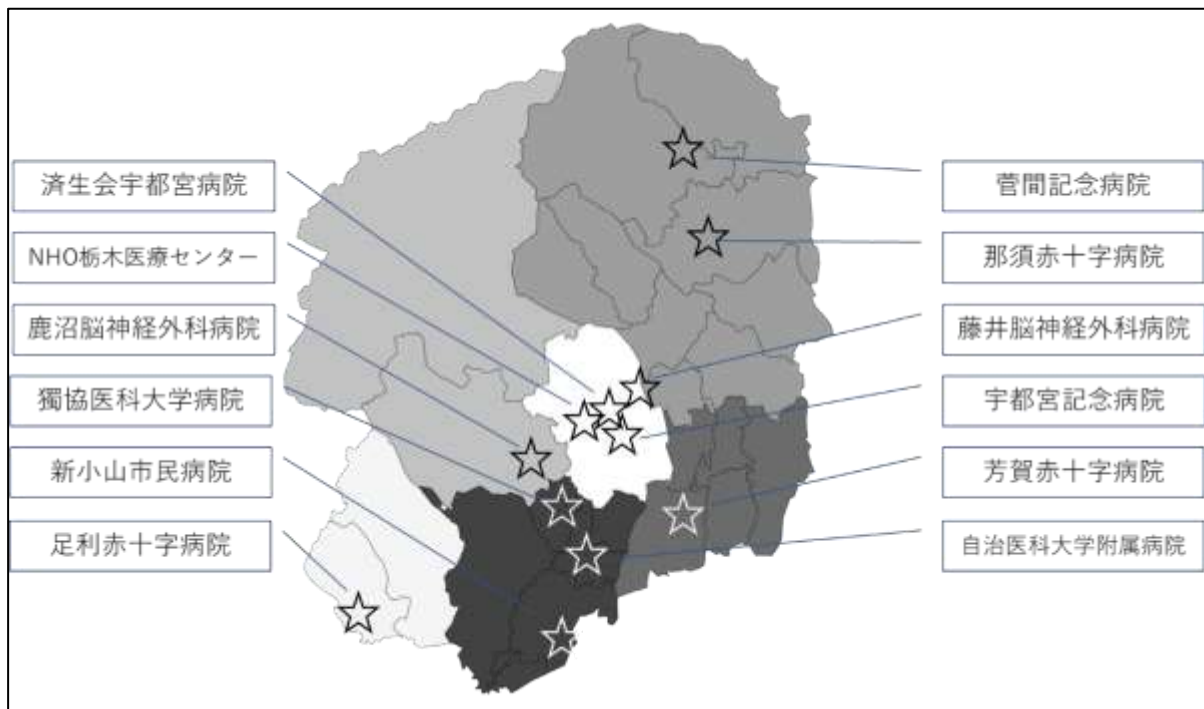 済生会宇都宮病院
NHO栃木医療センター
鹿沼脳神経外科病院
獨協医科大学病院
新小山市民病院
足利赤十字病院
菅間記念病院
那須赤十字病院
藤井脳神経外科病院
宇都宮記念病院
芳賀赤十字病院
自治医科大学附属病院